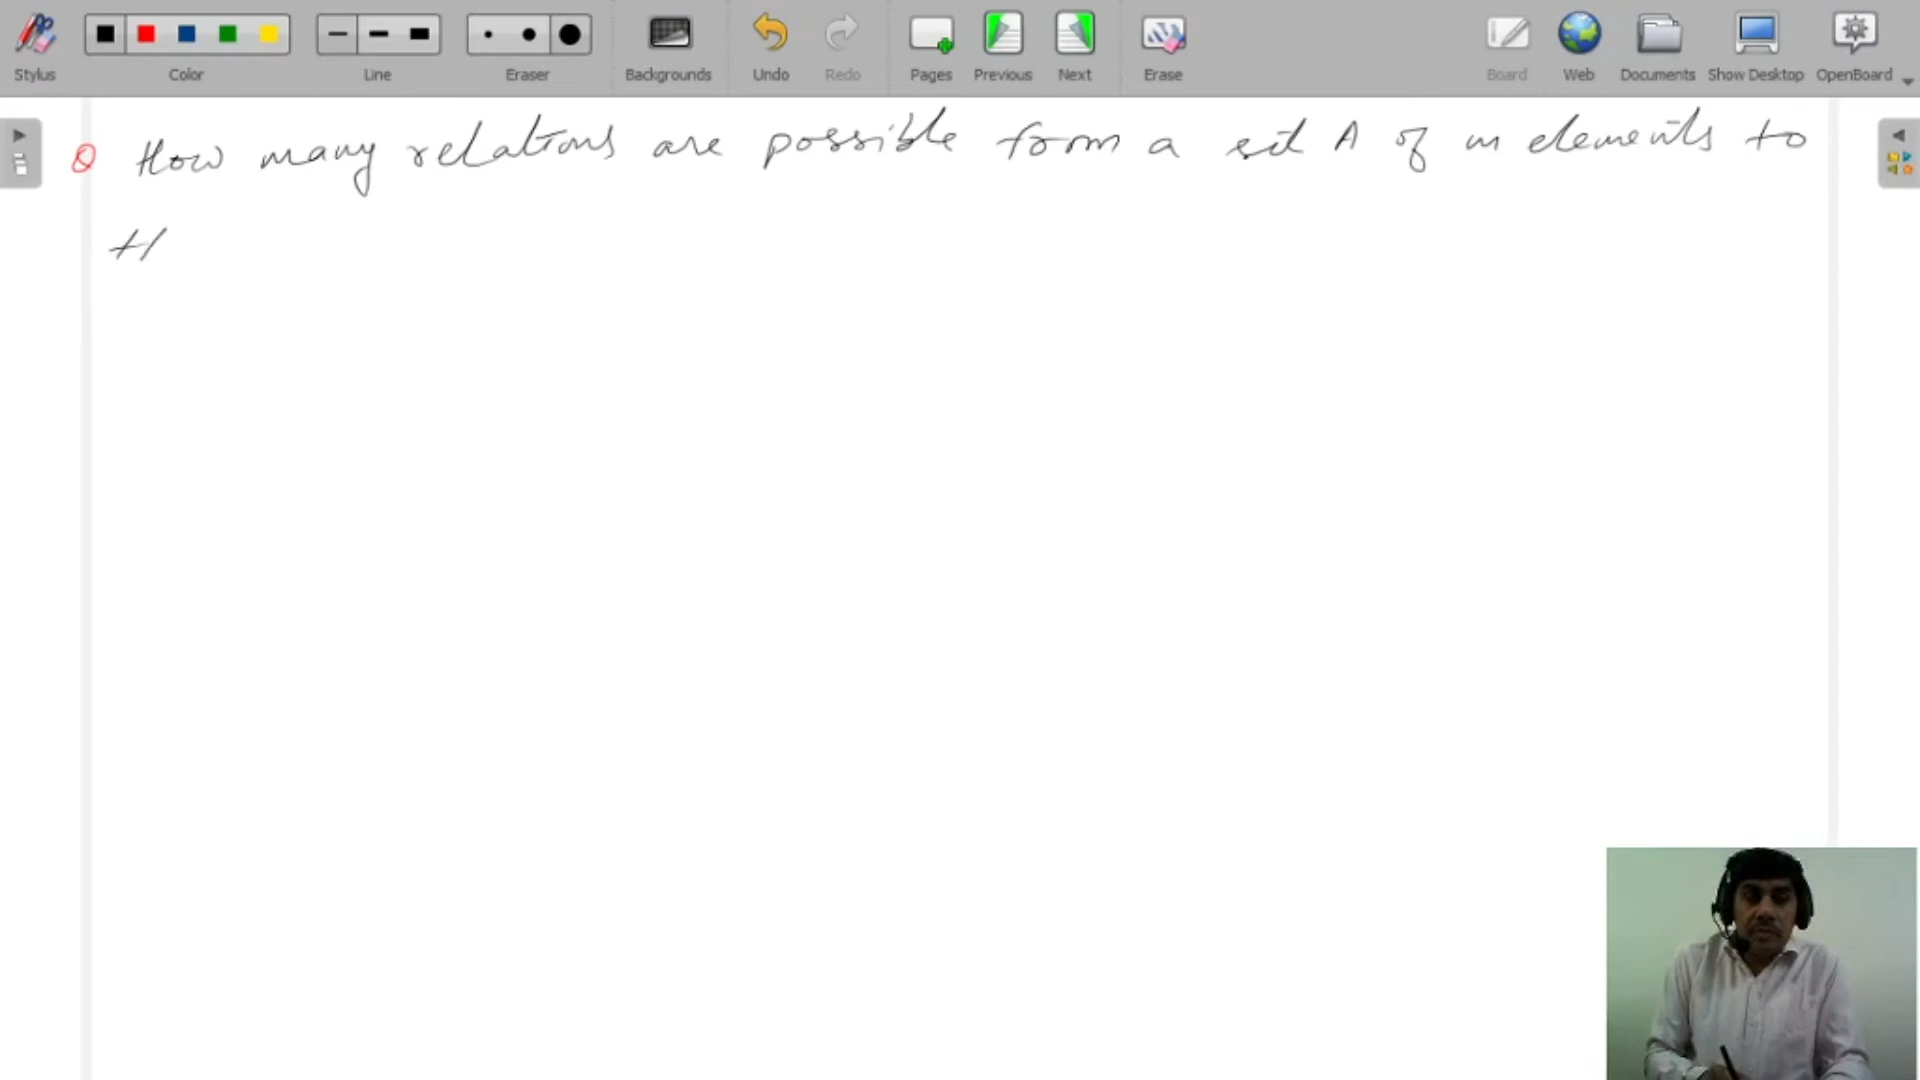 Stylus Color Line Eraser Backgrounds Undo Redo Pages Previous Next Erase Board Web Documents Show Desktop OpenBoard
Q How many relations are possible form a set A of m elements to